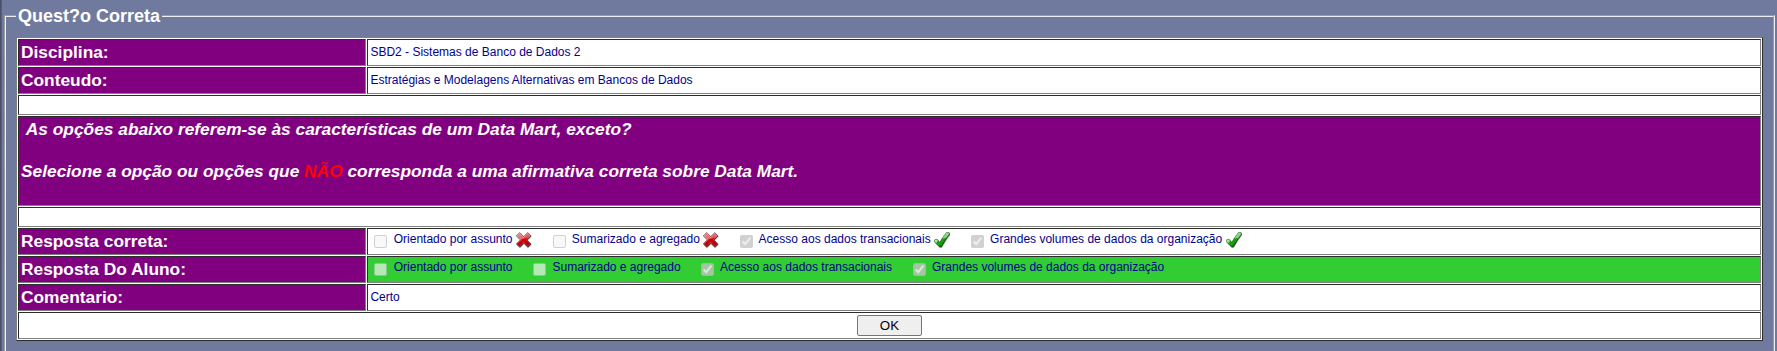 Quest?o Correta
Disciplina: SBD2 - Sistemas de Banco de Dados 2
Conteudo: Estratégias e Modelagens Alternativas em Bancos de Dados
As opções abaixo referem-se às características de um Data Mart, exceto?
Selecione a opção ou opções que NÃO corresponda a uma afirmativa correta sobre Data Mart.
Resposta correta: Orientado por assunto Sumarizado e agregado Acesso aos dados transacionais Grandes volumes de dados da organização
Resposta Do Aluno: Orientado por assunto Sumarizado e agregado Acesso aos dados transacionais Grandes volumes de dados da organização
Comentario: Certo
OK